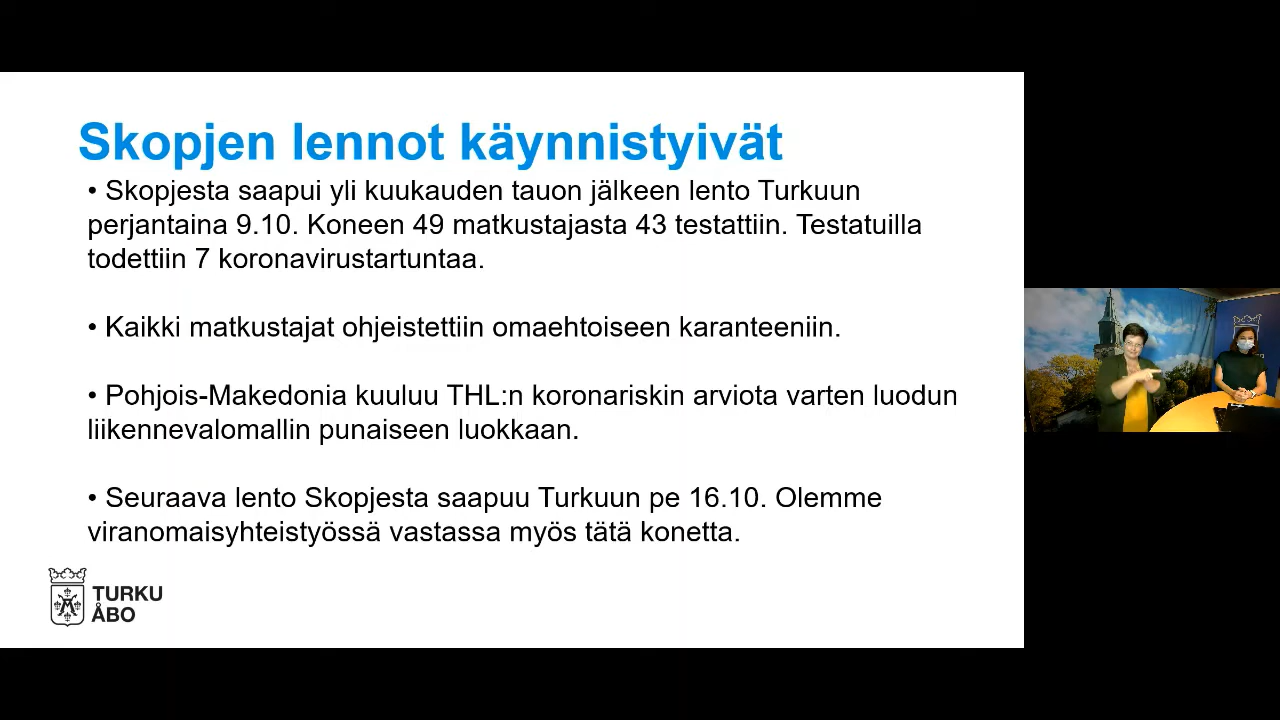 Skopjen lennot käynnistyivät
• Skopjesta saapui yli kuukauden tauon jälkeen lento Turkuun
perjantaina 9.10. Koneen 49 matkustajasta 43 testattiin. Testatuilla
todettiin 7 koronavirustartuntaa.
• Kaikki matkustajat ohjeistettiin omaehtoiseen karanteeniin.
• Pohjois-Makedonia kuuluu THL:n koronariskin arviota varten luodun
liikennevalomallin punaiseen luokkaan.
• Seuraava lento Skopjesta saapuu Turkuun pe 16.10. Olemme
viranomaisyhteistyössä vastassa myös tätä konetta.
TURKU
ÅBO